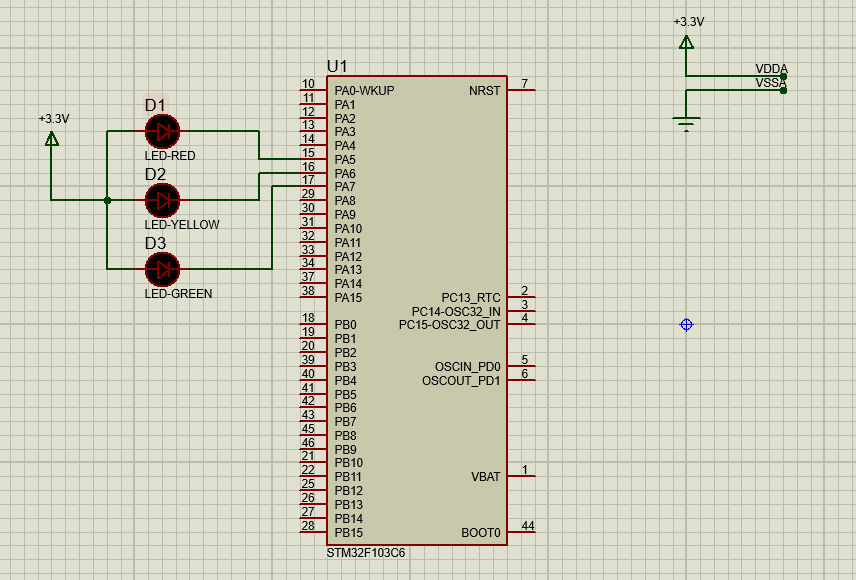 +3.3V
VDDA
VSSA
U1
10 PA0-WKUP
11 PA1
12 PA2
13 PA3
14 PA4
15 PA5
16 PA6
17 PA7
29 PA8
30 PA9
31 PA10
32 PA11
33 PA12
34 PA13
37 PA14
38 PA15
18 PB0
19 PB1
20 PB2
39 PB3
40 PB4
41 PB5
42 PB6
43 PB7
45 PB8
46 PB9
21 PB10
22 PB11
25 PB12
26 PB13
27 PB14
28 PB15
NRST 7
PC13_RTC 2
PC14-OSC32_IN 3
PC15-OSC32_OUT 4
OSCIN_PD0 5
OSCOUT_PD1 6
VBAT 1
BOOT0 44
STM32F103C6
+3.3V
D1
LED-RED
D2
LED-YELLOW
D3
LED-GREEN